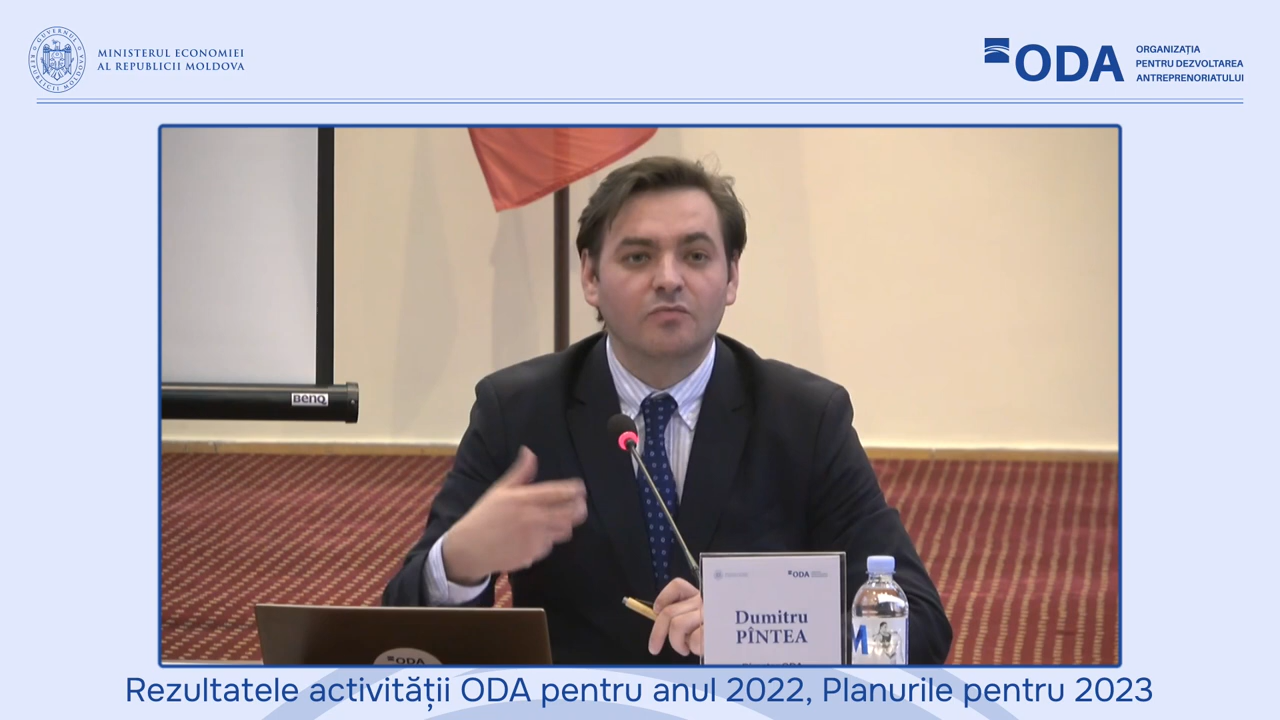 MINISTERUL ECONOMIEI
AL REPUBLICII MOLDOVA
ODA
ORGANIZAȚIA
PENTRU DEZVOLTAREA
ANTREPRENORIATULUI
BenQ
ODA
Dumitru
PÎNTEA
ODA
Rezultatele activității ODA pentru anul 2022, Planurile pentru 2023